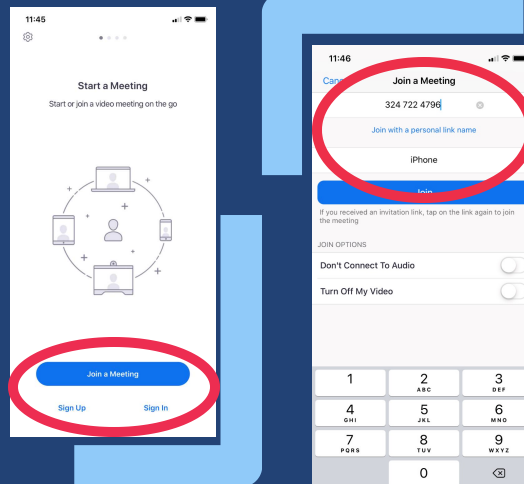 11:45
Start a Meeting
Start or join a video meeting on the go
Join a Meeting
Sign Up
Sign In
11:46
Join a Meeting
324 722 4796
Join with a personal link name
iPhone
Join
If you received an invitation link, tap on the link again to join
the meeting
JOIN OPTIONS
Don't Connect To Audio
Turn Off My Video
1 2 3
ABC DEF
4 5 6
GHI JKL MNO
7 8 9
PQRS TUV WXYZ
0